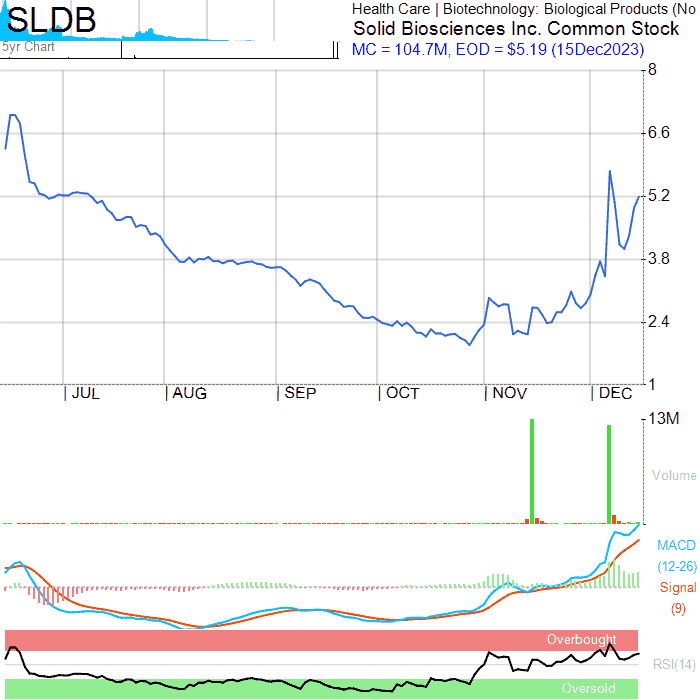 SLDB
5yr Chart
Health Care | Biotechnology: Biological Products (No
Solid Biosciences Inc. Common Stock
MC = 104.7M, EOD = $5.19 (15Dec2023)
8
6.6
5.2
3.8
2.4
1
JUL AUG SEP OCT NOV DEC
13M
Volume
MACD
(12-26)
Signal
(9)
Overbought
RSI(14)
Oversold